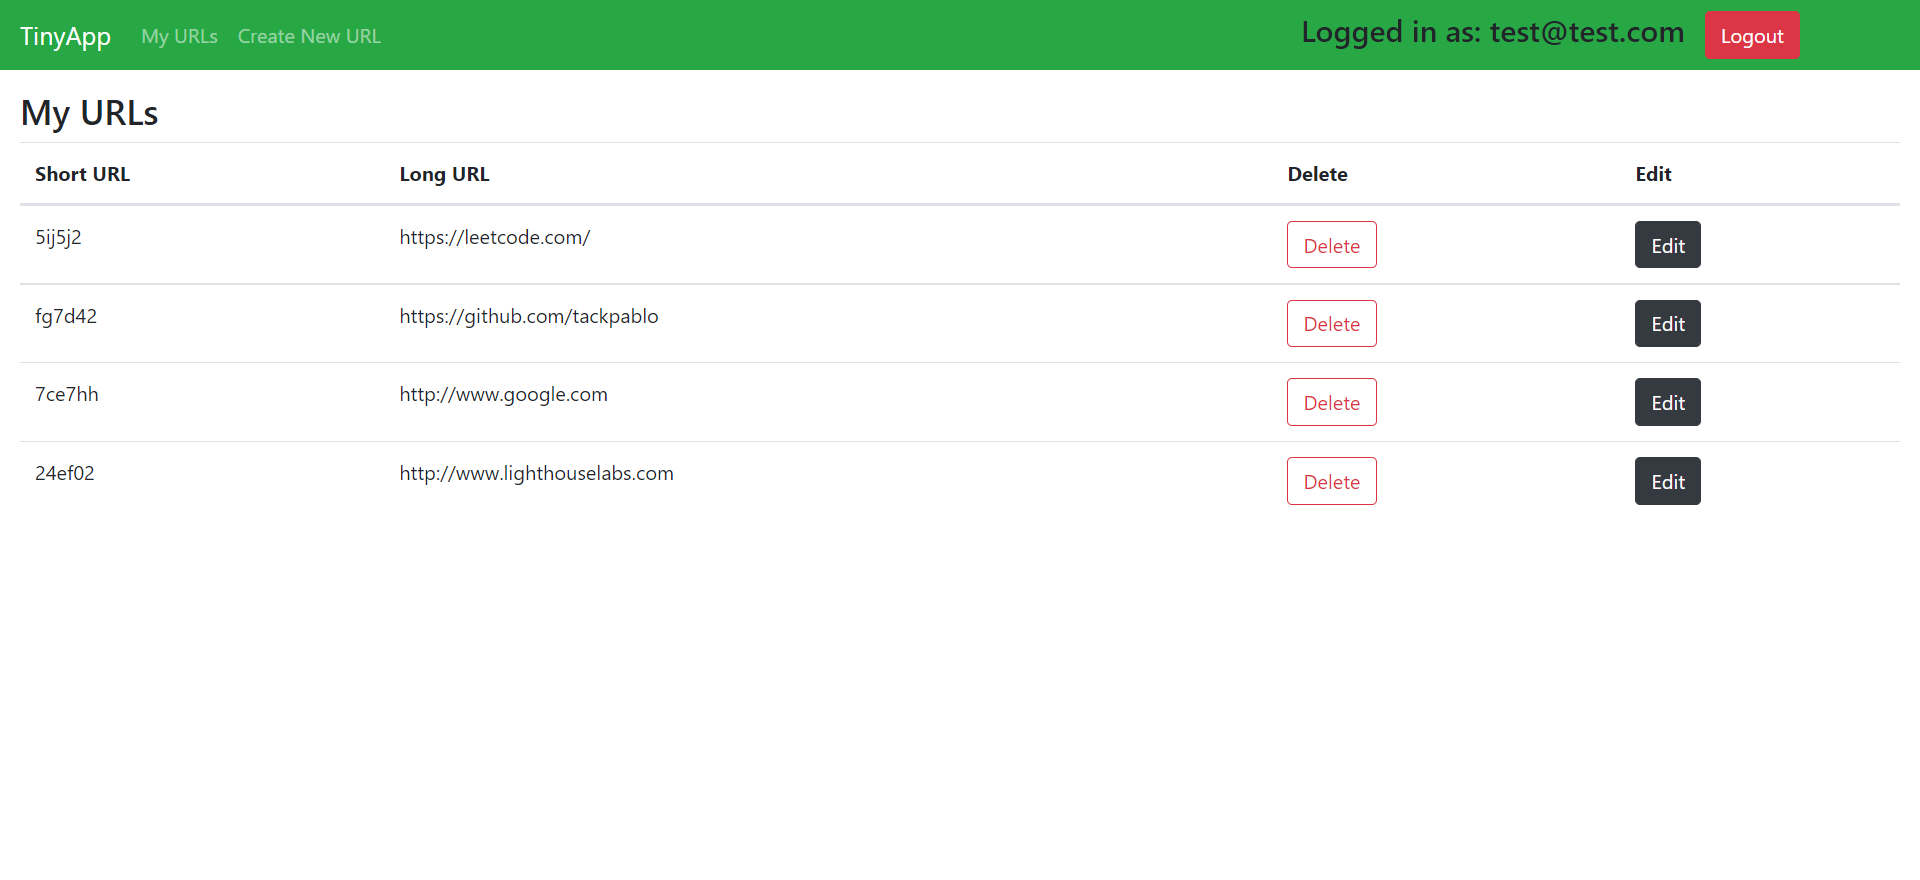 TinyApp My URLs Create New URL Logged in as: test@test.com Logout
My URLs
Short URL Long URL Delete Edit
5ij5j2 https://leetcode.com/ Delete Edit
fg7d42 https://github.com/tackpablo Delete Edit
7ce7hh http://www.google.com Delete Edit
24ef02 http://www.lighthouselabs.com Delete Edit